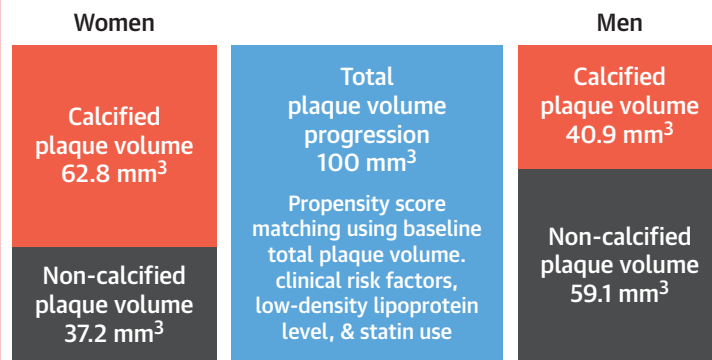 Women
Calcified
plaque volume
62.8 mm³
Non-calcified
plaque volume
37.2 mm³
Total
plaque volume
progression
100 mm³
Propensity score
matching using baseline
total plaque volume.
clinical risk factors,
low-density lipoprotein
level, & statin use
Men
Calcified
plaque volume
40.9 mm³
Non-calcified
plaque volume
59.1 mm³